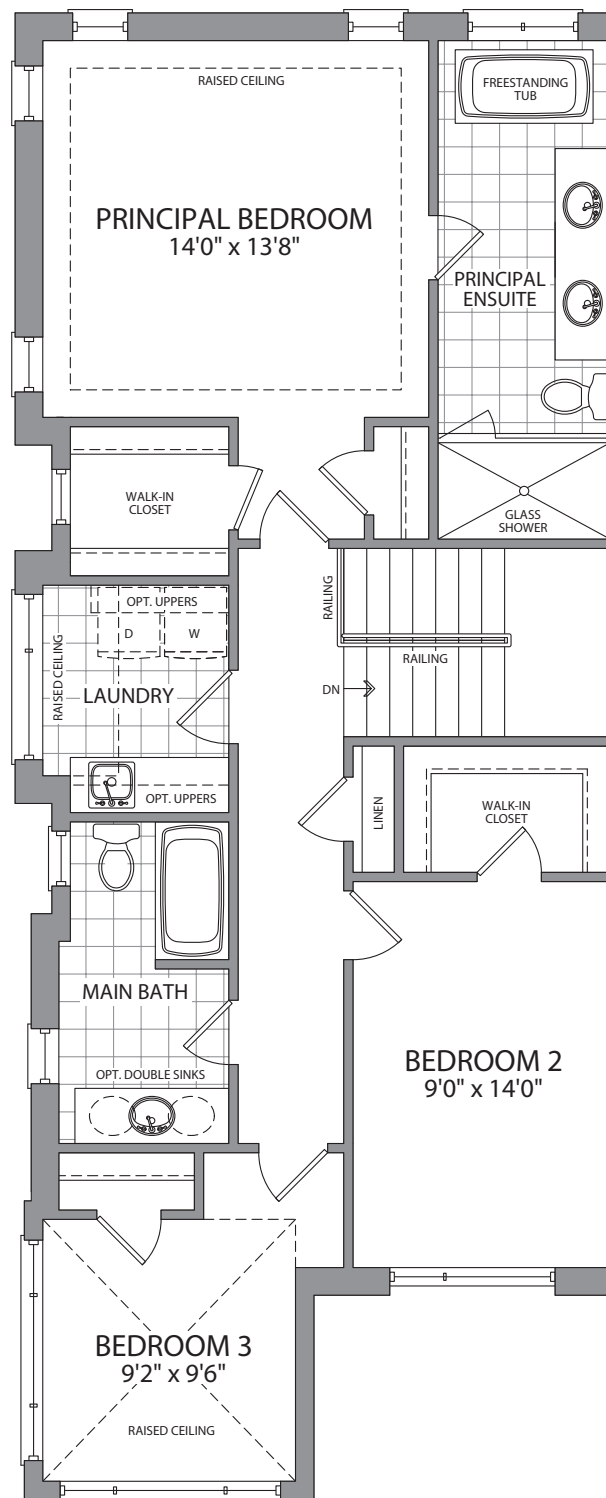 RAISED CEILING
FREESTANDING
TUB
PRINCIPAL BEDROOM
14'0" x 13'8"
PRINCIPAL
ENSUITE
WALK-IN
CLOSET
GLASS
SHOWER
OPT. UPPERS
D
W
RAISED CEILING
LAUNDRY
OPT. UPPERS
RAILING
RAILING
DN
LINEN
WALK-IN
CLOSET
MAIN BATH
OPT. DOUBLE SINKS
BEDROOM 2
9'0" x 14'0"
BEDROOM 3
9'2" x 9'6"
RAISED CEILING